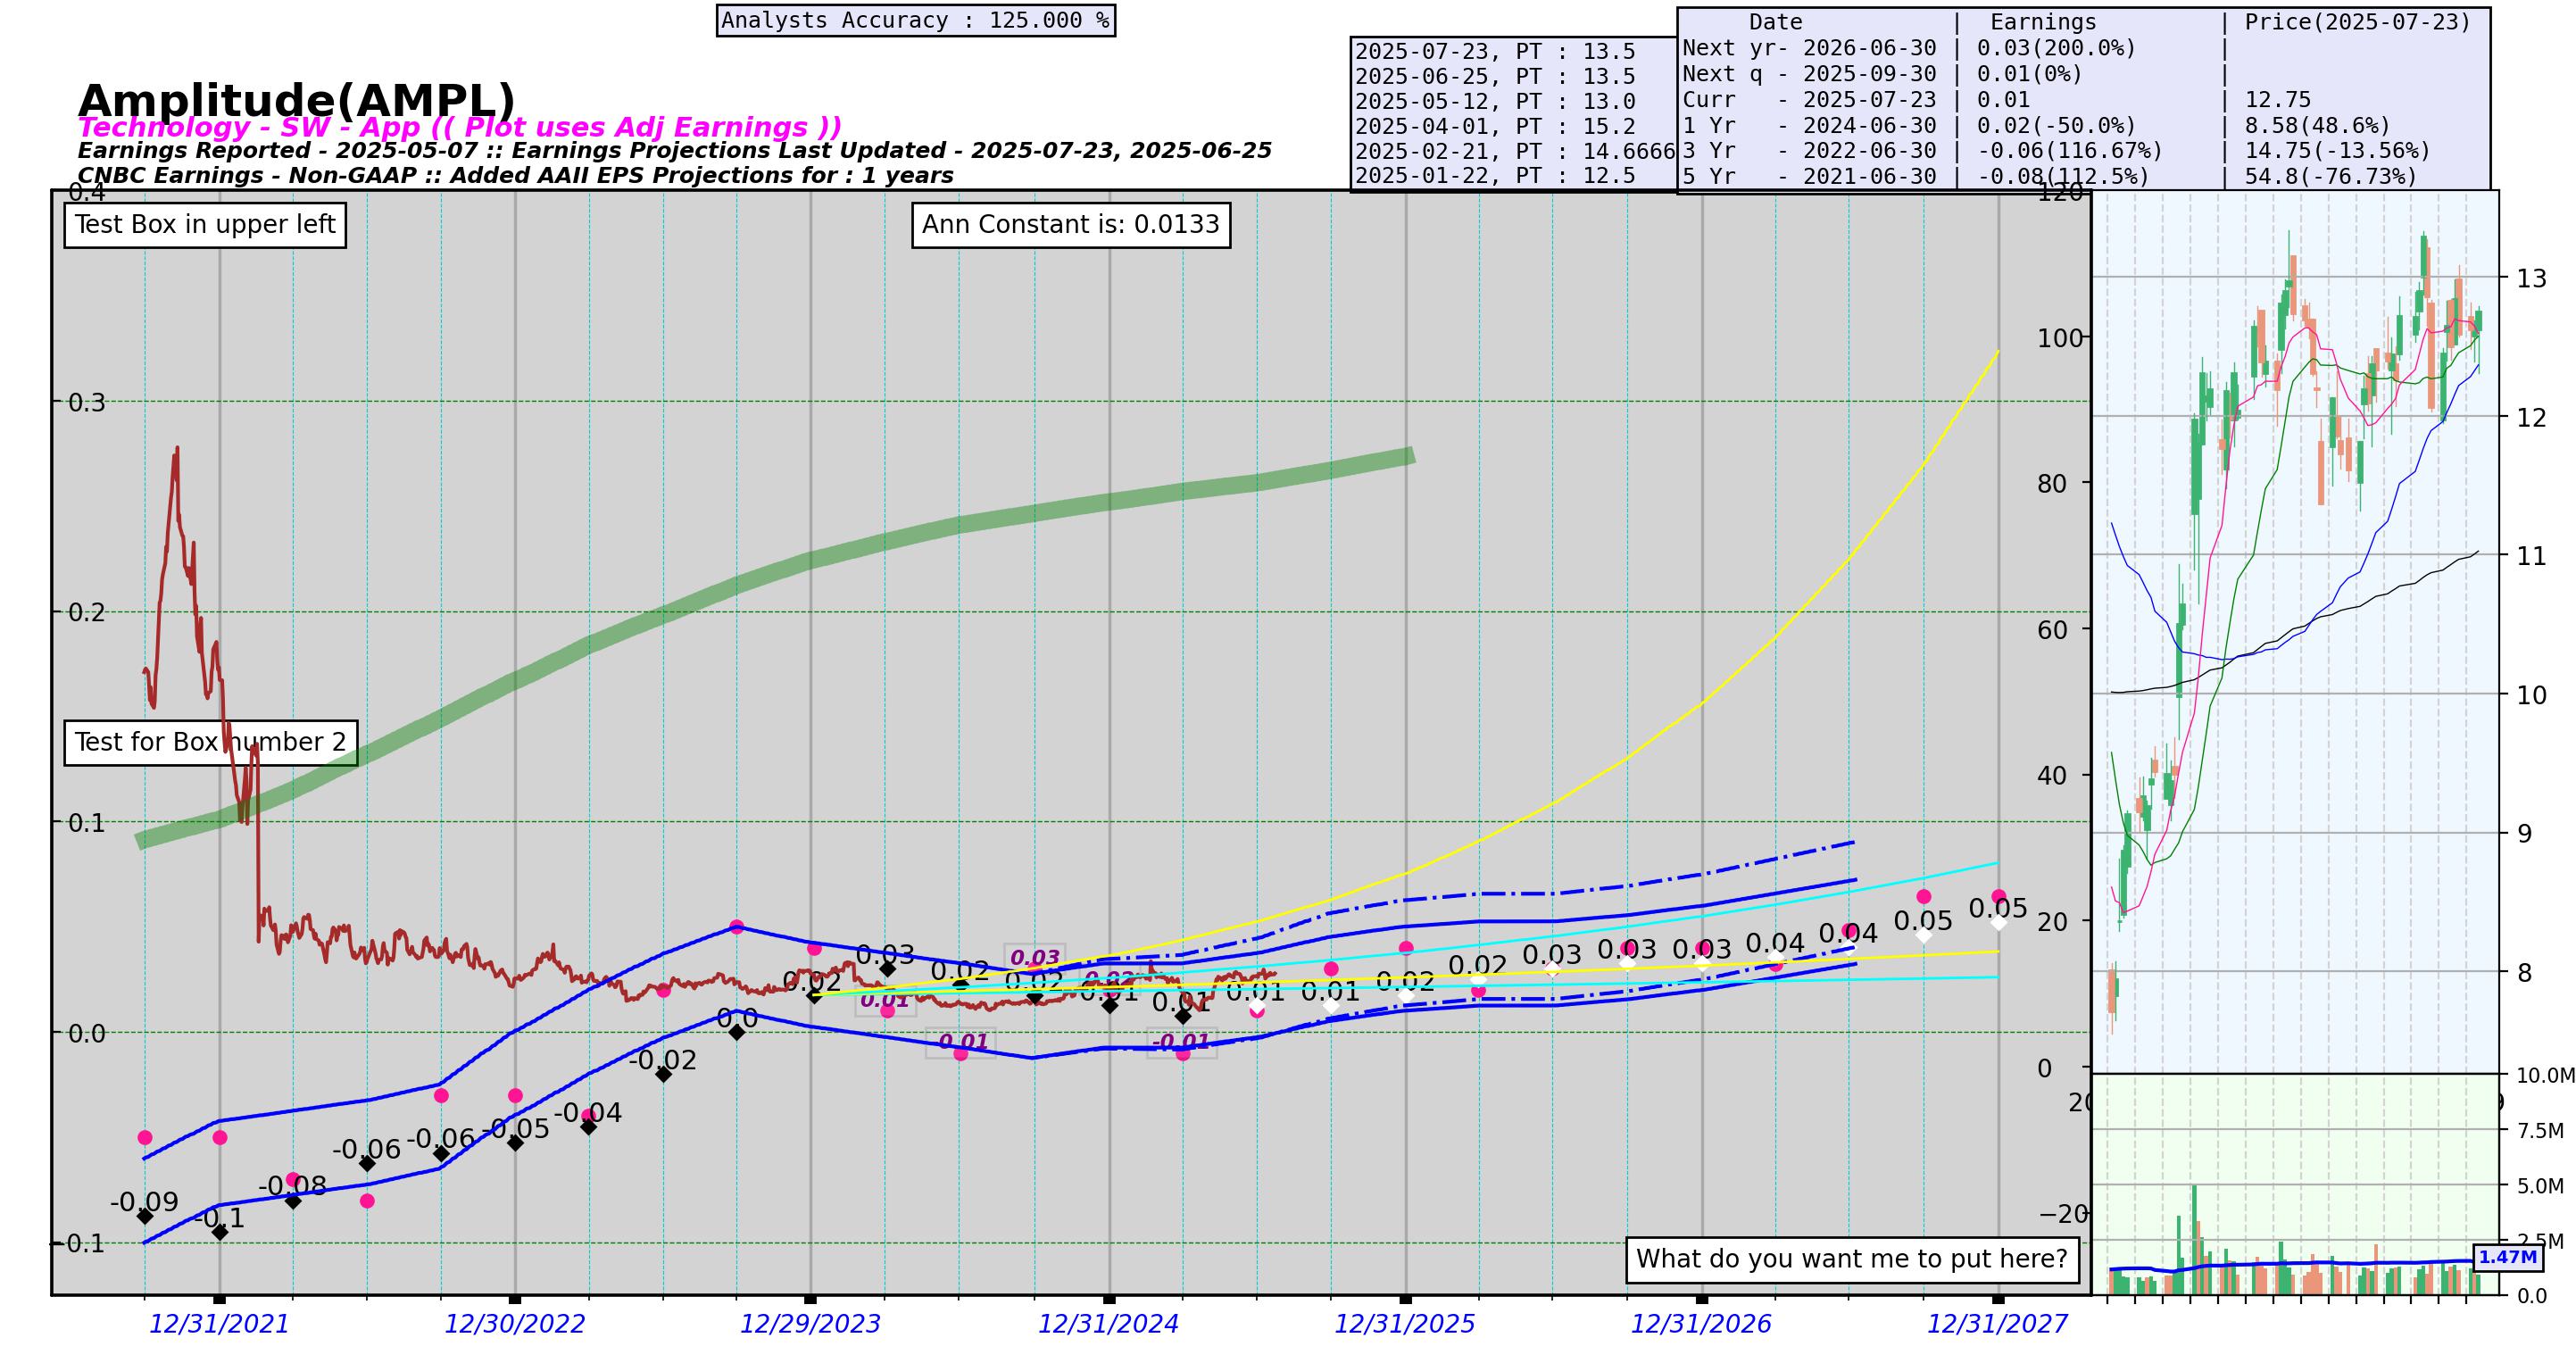 Analysts Accuracy : 125.000 %
Amplitude(AMPL)
Technology - SW - App (( Plot uses Adj Earnings ))
Earnings Reported - 2025-05-07 :: Earnings Projections Last Updated - 2025-07-23, 2025-06-25
CNBC Earnings - Non-GAAP :: Added AAII EPS Projections for : 1 years
2025-07-23, PT : 13.5
2025-06-25, PT : 13.5
2025-05-12, PT : 13.0
2025-04-01, PT : 15.2
2025-02-21, PT : 14.6666
2025-01-22, PT : 12.5
Date | Earnings | Price(2025-07-23)
Next yr- 2026-06-30 | 0.03(200.0%) |
Next q - 2025-09-30 | 0.01(0%) |
Curr - 2025-07-23 | 0.01 | 12.75
1 Yr - 2024-06-30 | 0.02(-50.0%) | 8.58(48.6%)
3 Yr - 2022-06-30 | -0.06(116.67%) | 14.75(-13.56%)
5 Yr - 2021-06-30 | -0.08(112.5%) | 54.8(-76.73%)
Test Box in upper left
Ann Constant is: 0.0133
Test for Box number 2
What do you want me to put here?
0.4
0.3
0.2
0.1
0.0
−0.1
-0.09
-0.1
-0.08
-0.06
-0.06
-0.05
-0.04
-0.02
0.0
0.02
0.03
0.02
0.02
0.01
0.01
0.01
0.01
0.02
0.02
0.03
0.03
0.03
0.04
0.04
0.05
0.05
0.01
0.01
0.03
0.02
-0.01
120
100
80
60
40
20
0
−20
13
12
11
10
9
8
10.0M
7.5M
5.0M
2.5M
0.0
1.47M
12/31/2021
12/30/2022
12/29/2023
12/31/2024
12/31/2025
12/31/2026
12/31/2027